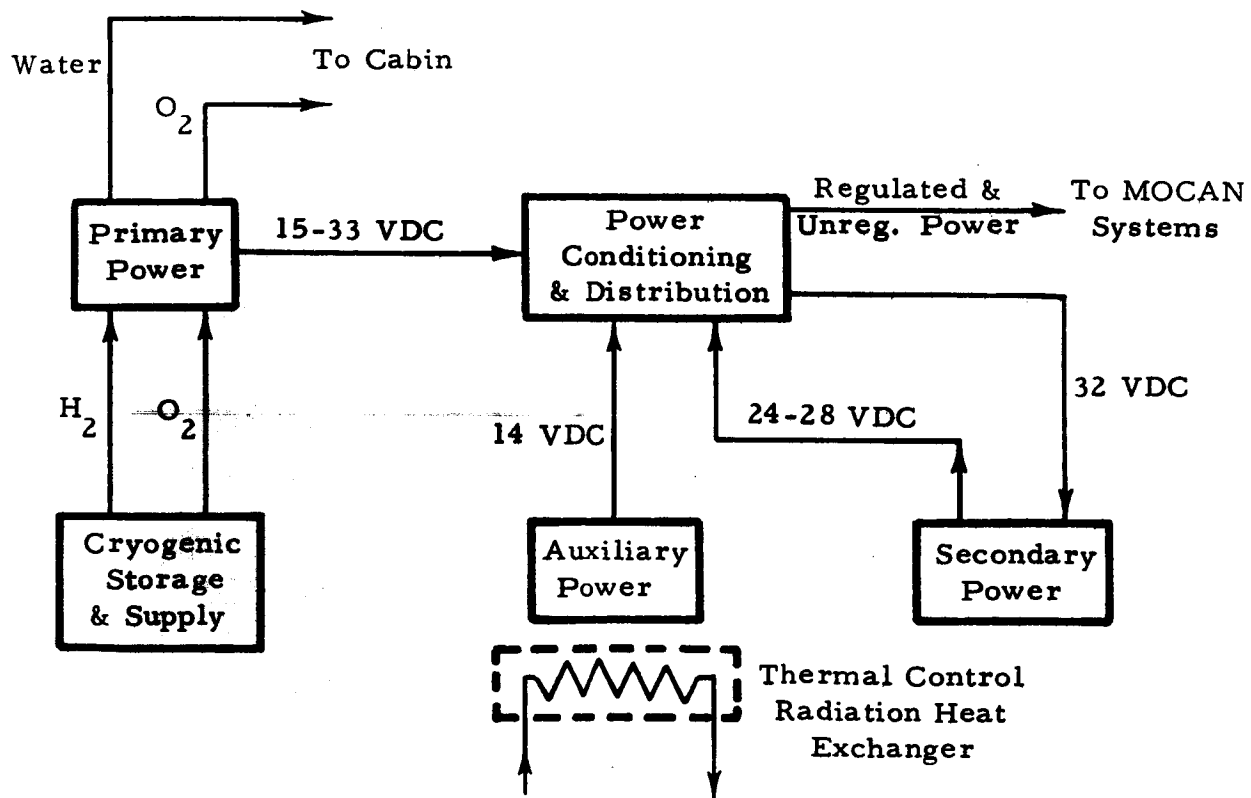 Water
To Cabin
O2
Primary
Power
15-33 VDC
Power
Conditioning
& Distribution
Regulated &
Unreg. Power
To MOCAN
Systems
H2
O2
14 VDC
24-28 VDC
32 VDC
Cryogenic
Storage
& Supply
Auxiliary
Power
Secondary
Power
Thermal Control
Radiation Heat
Exchanger